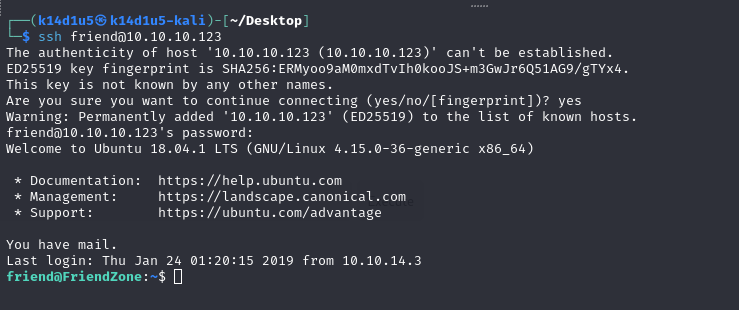 ┌──(k14d1u5㉿k14d1u5-kali)-[~/Desktop]
└─$ ssh friend@10.10.10.123
The authenticity of host '10.10.10.123 (10.10.10.123)' can't be established.
ED25519 key fingerprint is SHA256:ERMyoo9aM0mxdTvIh0kooJS+m3GwJr6Q51AG9/gTYx4.
This key is not known by any other names.
Are you sure you want to continue connecting (yes/no/[fingerprint])? yes
Warning: Permanently added '10.10.10.123' (ED25519) to the list of known hosts.
friend@10.10.10.123's password:
Welcome to Ubuntu 18.04.1 LTS (GNU/Linux 4.15.0-36-generic x86_64)
* Documentation:  https://help.ubuntu.com
* Management:     https://landscape.canonical.com
* Support:        https://ubuntu.com/advantage
You have mail.
Last login: Thu Jan 24 01:20:15 2019 from 10.10.14.3
friend@FriendZone:~$